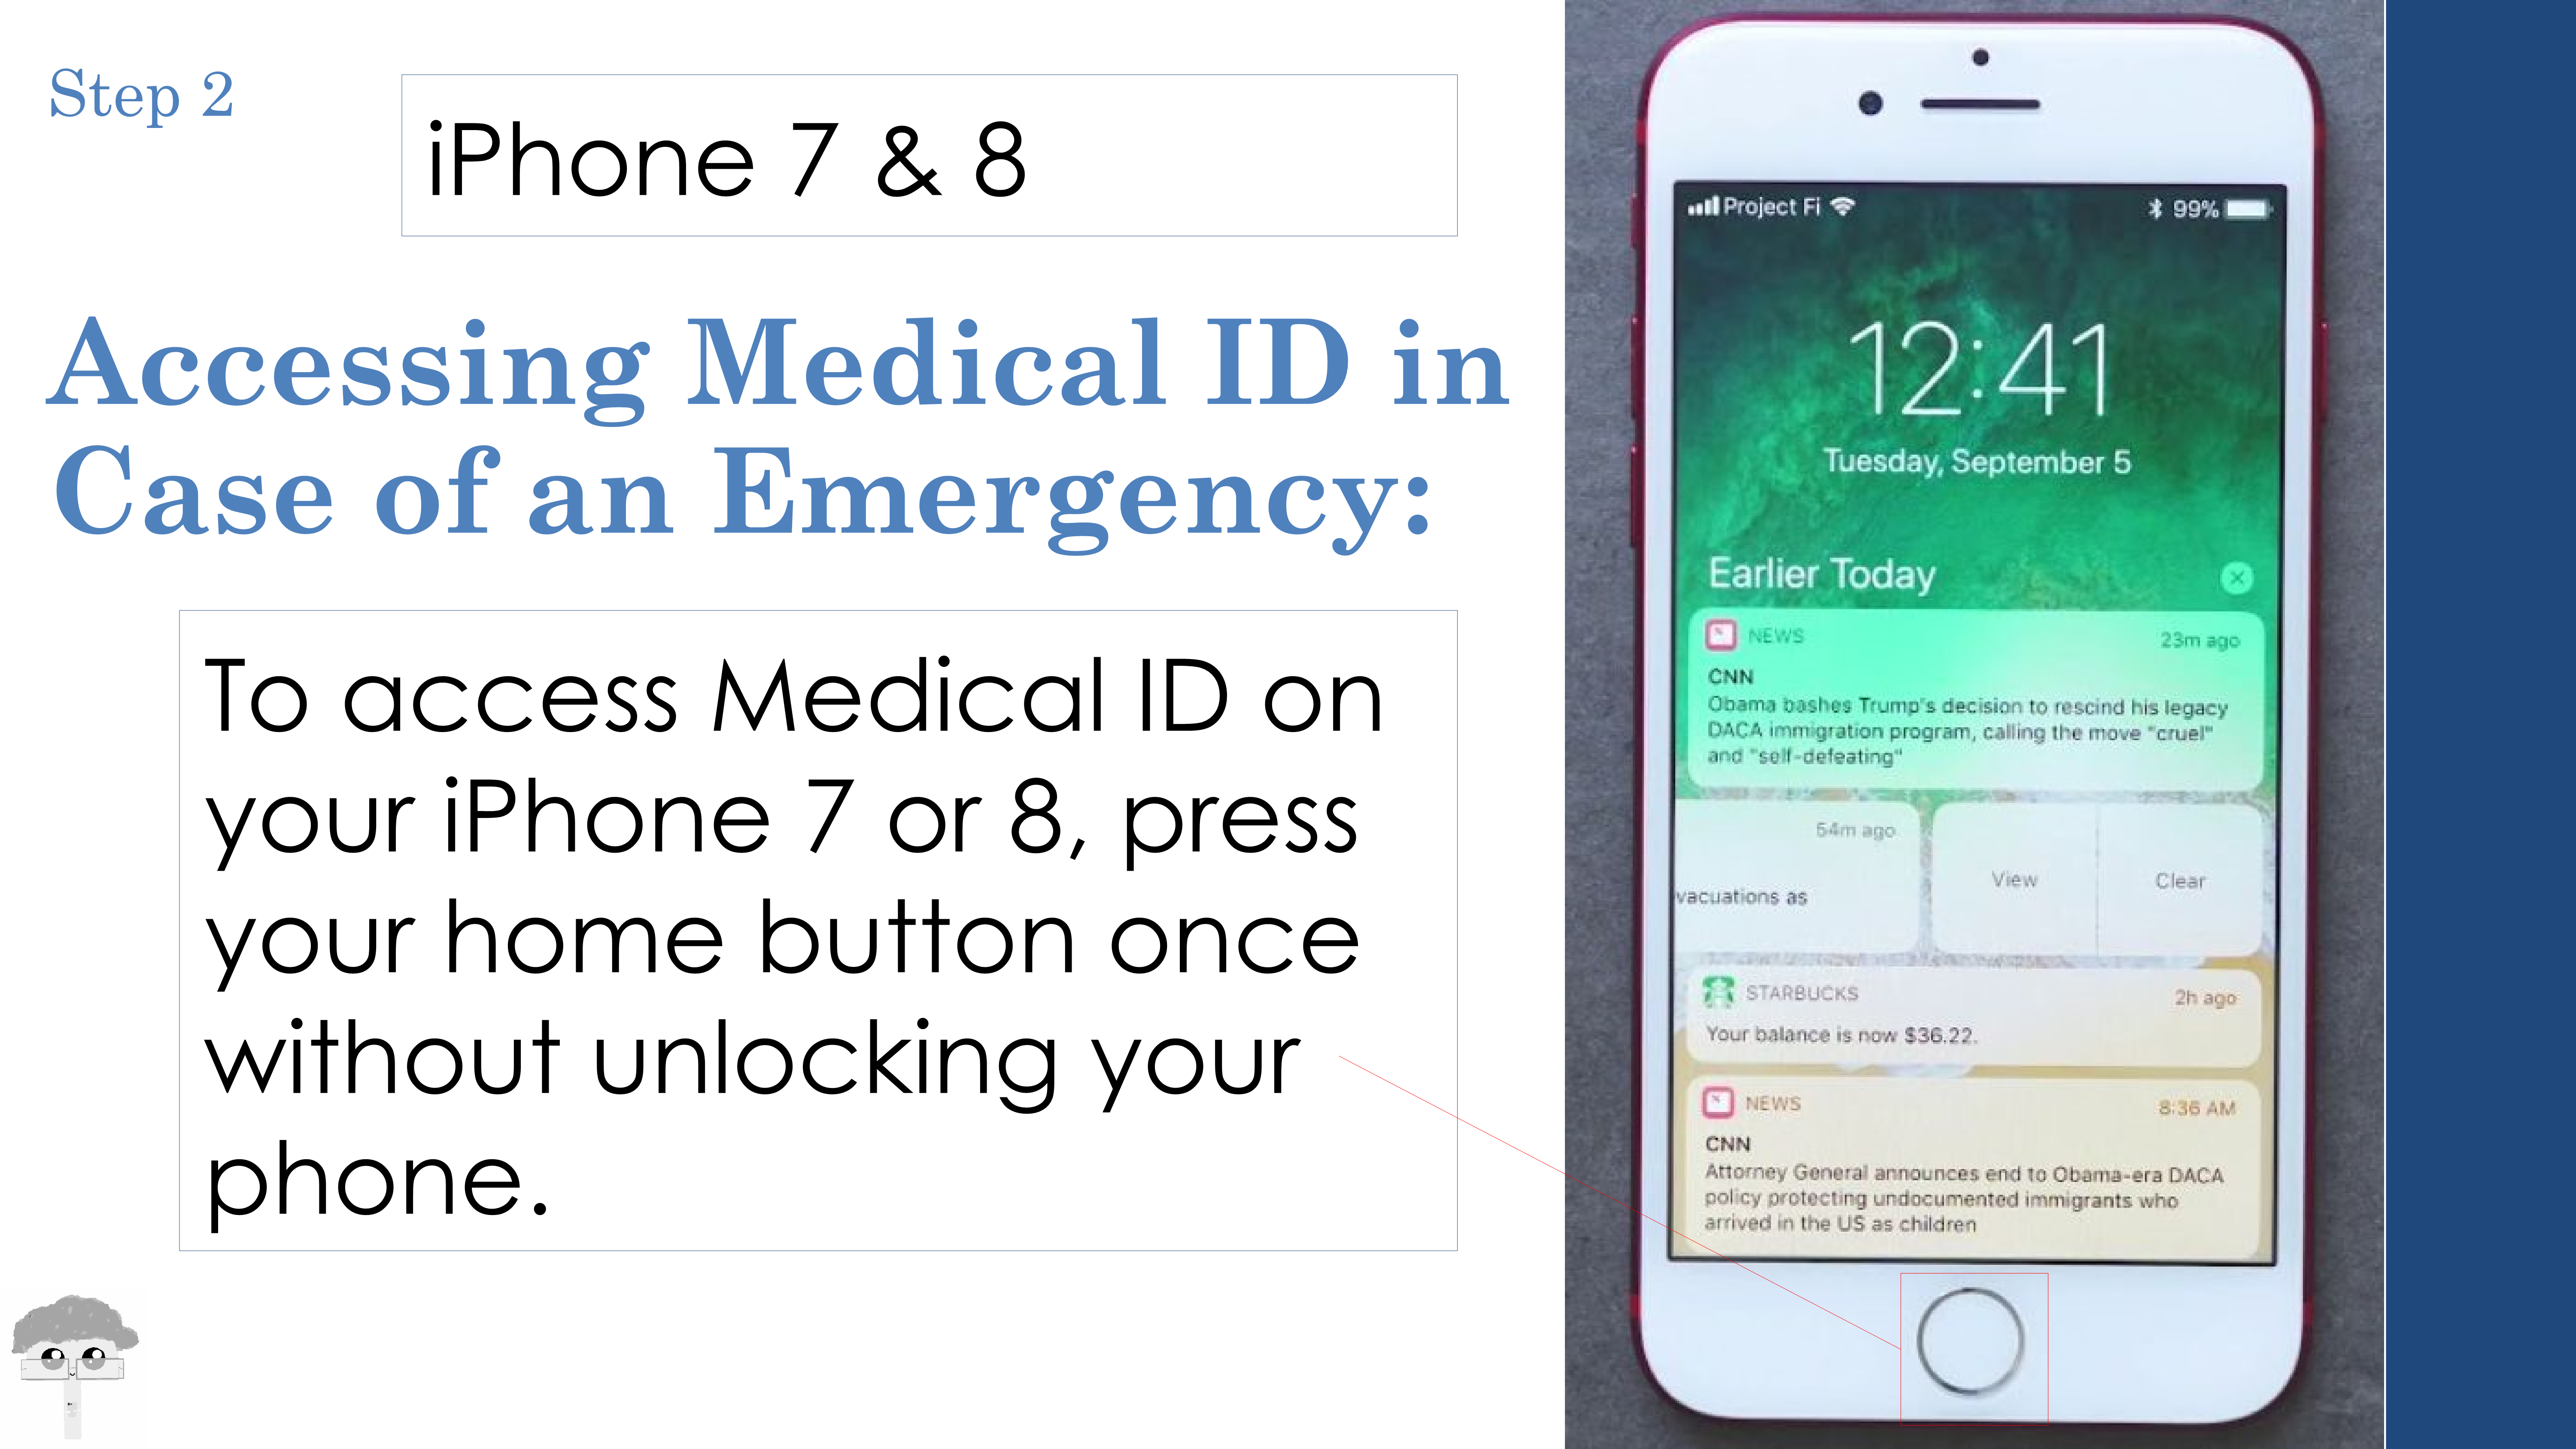 Step 2
iPhone 7 & 8
Accessing Medical ID in
Case of an Emergency:
To access Medical ID on
your iPhone 7 or 8, press
your home button once
without unlocking your
phone.
Project Fi
99%
12:41
Tuesday, September 5
Earlier Today
NEWS
23m ago
CNN
Obama bashes Trump's decision to rescind his legacy
DACA immigration program, calling the move "cruel"
and "self-defeating"
54m ago
vacuations as
View
Clear
STARBUCKS
2h ago
Your balance is now $36.22.
NEWS
8:36 AM
CNN
Attorney General announces end to Obama-era DACA
policy protecting undocumented immigrants who
arrived in the US as children